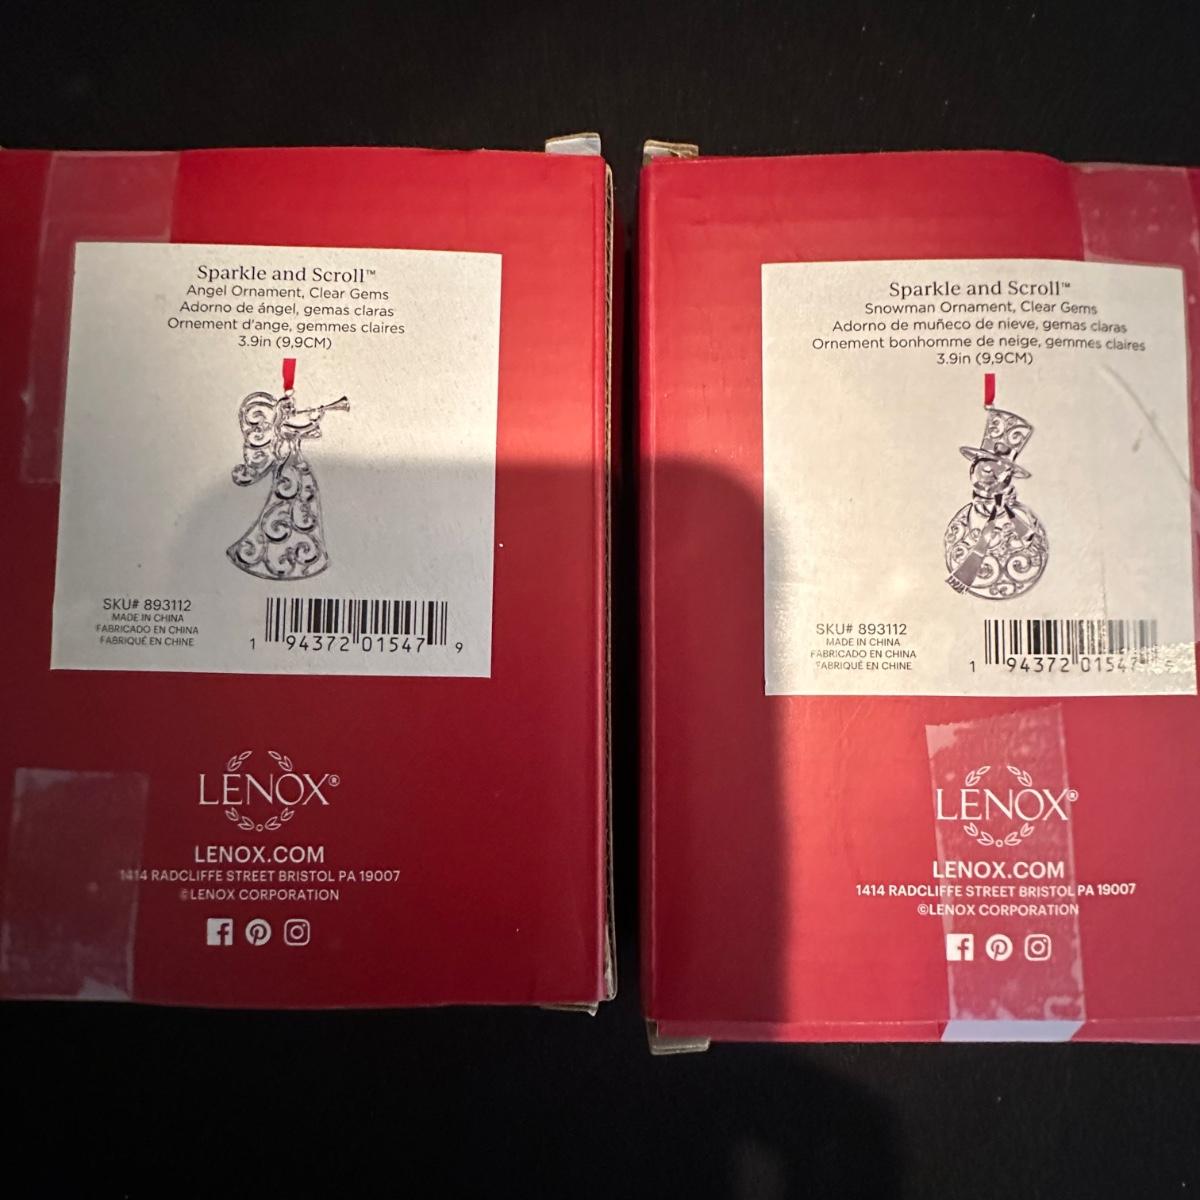 Sparkle and Scroll™
Angel Ornament, Clear Gems
Adorno de ángel, gemas claras
Ornement d'ange, gemmes claires
3.9in (9,9CM)
SKU# 893112
MADE IN CHINA
FABRICADO EN CHINA
FABRIQUÉ EN CHINE
1 94372 01547 9
LENOX®
LENOX.COM
1414 RADCLIFFE STREET BRISTOL PA 19007
©LENOX CORPORATION
Sparkle and Scroll™
Snowman Ornament, Clear Gems
Adorno de muñeco de nieve, gemas claras
Ornement bonhomme de neige, gemmes claires
3.9in (9,9CM)
SKU# 893112
MADE IN CHINA
FABRICADO EN CHINA
FABRIQUÉ EN CHINE
1 94372 01547
LENOX®
LENOX.COM
1414 RADCLIFFE STREET BRISTOL PA 19007
©LENOX CORPORATION